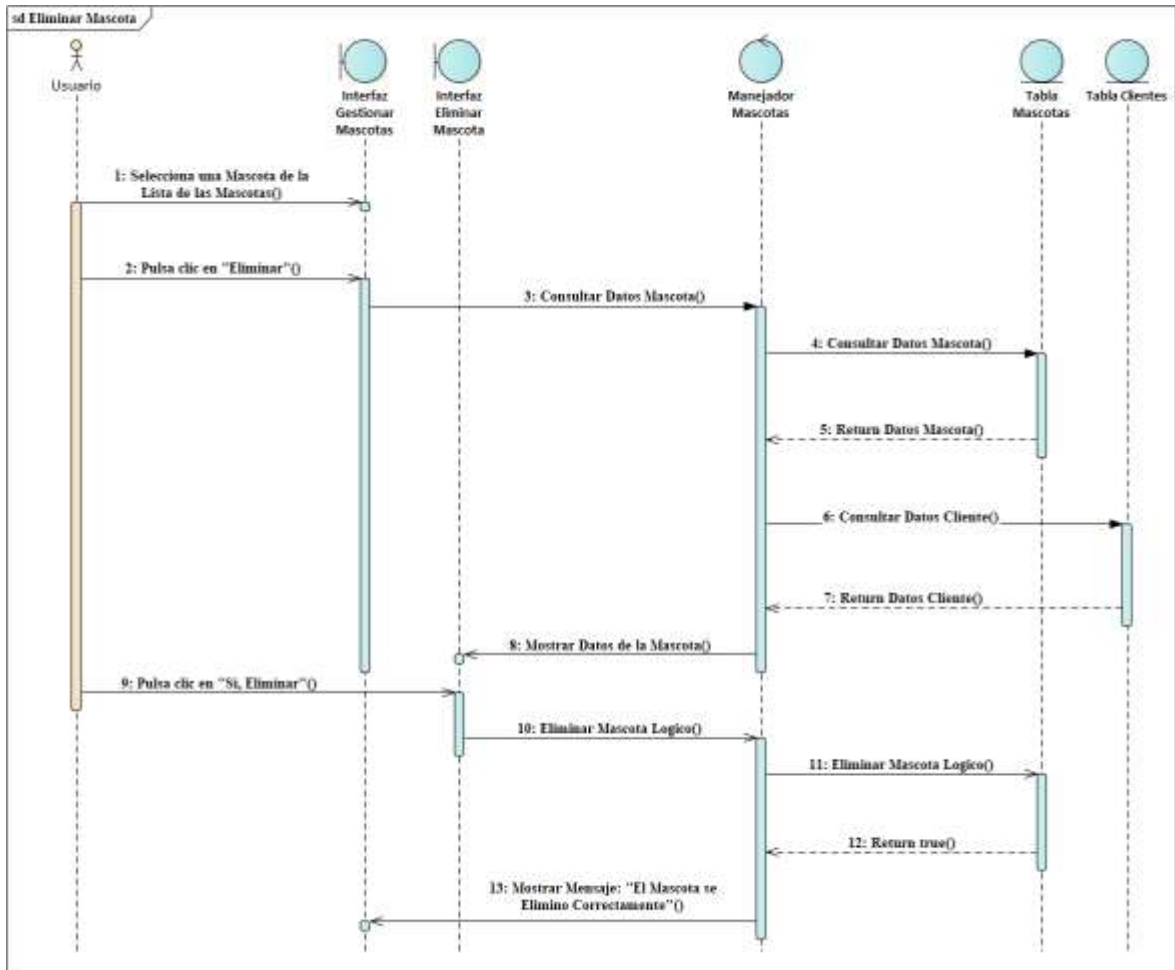 sd Eliminar Mascota
Usuario
Interfaz
Gestionar
Mascotas
Interfaz
Eliminar
Mascota
Manejador
Mascotas
Tabla
Mascotas
Tabla Clientes
1: Selecciona una Mascota de la
Lista de las Mascotas()
2: Pulsa clic en "Eliminar"()
3: Consultar Datos Mascota()
4: Consultar Datos Mascota()
5: Return Datos Mascota()
6: Consultar Datos Cliente()
7: Return Datos Cliente()
8: Mostrar Datos de la Mascota()
9: Pulsa clic en "Si, Eliminar"()
10: Eliminar Mascota Logico()
11: Eliminar Mascota Logico()
12: Return true()
13: Mostrar Mensaje: "El Mascota se
Elimino Correctamente"()